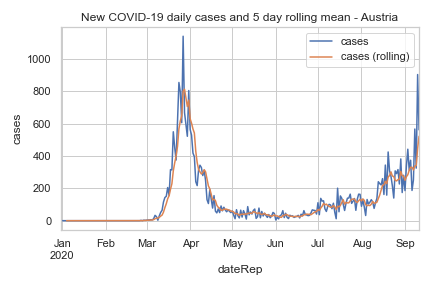 New COVID-19 daily cases and 5 day rolling mean - Austria
cases
cases (rolling)
1000
800
600
400
200
0
cases
Jan Feb Mar Apr May Jun Jul Aug Sep
2020
dateRep